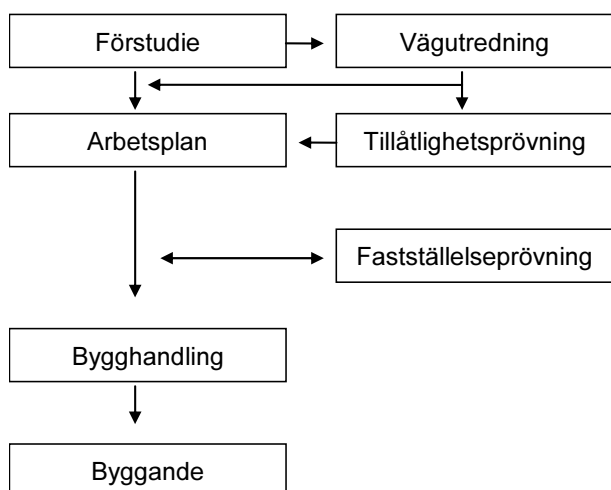 Förstudie
Vägutredning
Arbetsplan
Tillåtlighetsprövning
Fastställelseprövning
Bygghandling
Byggande